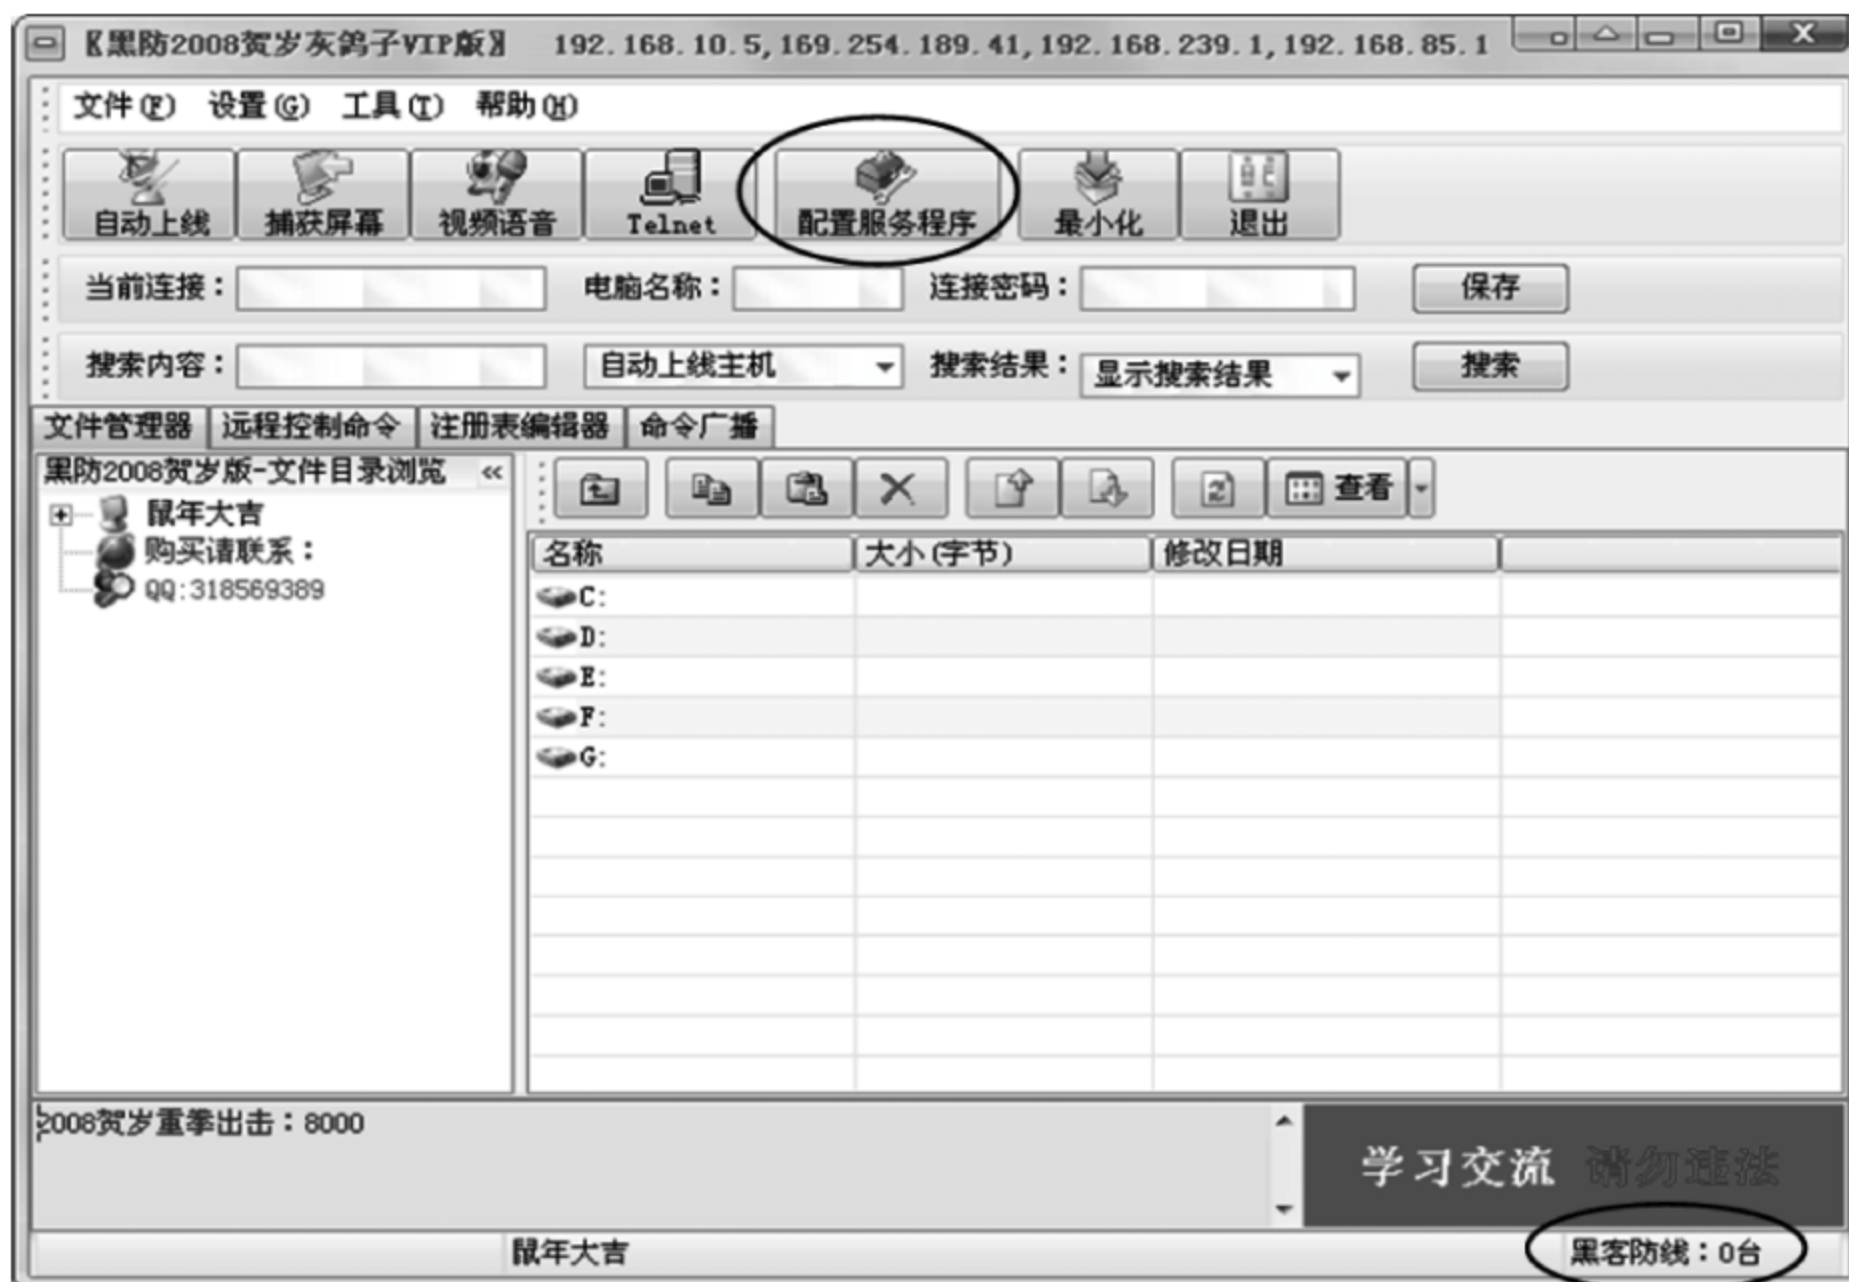 〖黑防2008贺岁灰鸽子VIP版〗 192.168.10.5,169.254.189.41,192.168.239.1,192.168.85.1
文件(F) 设置(G) 工具(T) 帮助(H)
自动上线 捕获屏幕 视频语音 Telnet 配置服务程序 最小化 退出
当前连接： 电脑名称： 连接密码： 保存
搜索内容： 自动上线主机 搜索结果： 显示搜索结果 搜索
文件管理器 远程控制命令 注册表编辑器 命令广播
黑防2008贺岁版-文件目录浏览 «
查看
鼠年大吉
购买请联系：
QQ:318569389
名称 大小(字节) 修改日期
C:
D:
E:
F:
G:
2008贺岁重拳出击：8000
学习交流 请勿违法
鼠年大吉 黑客防线：0台